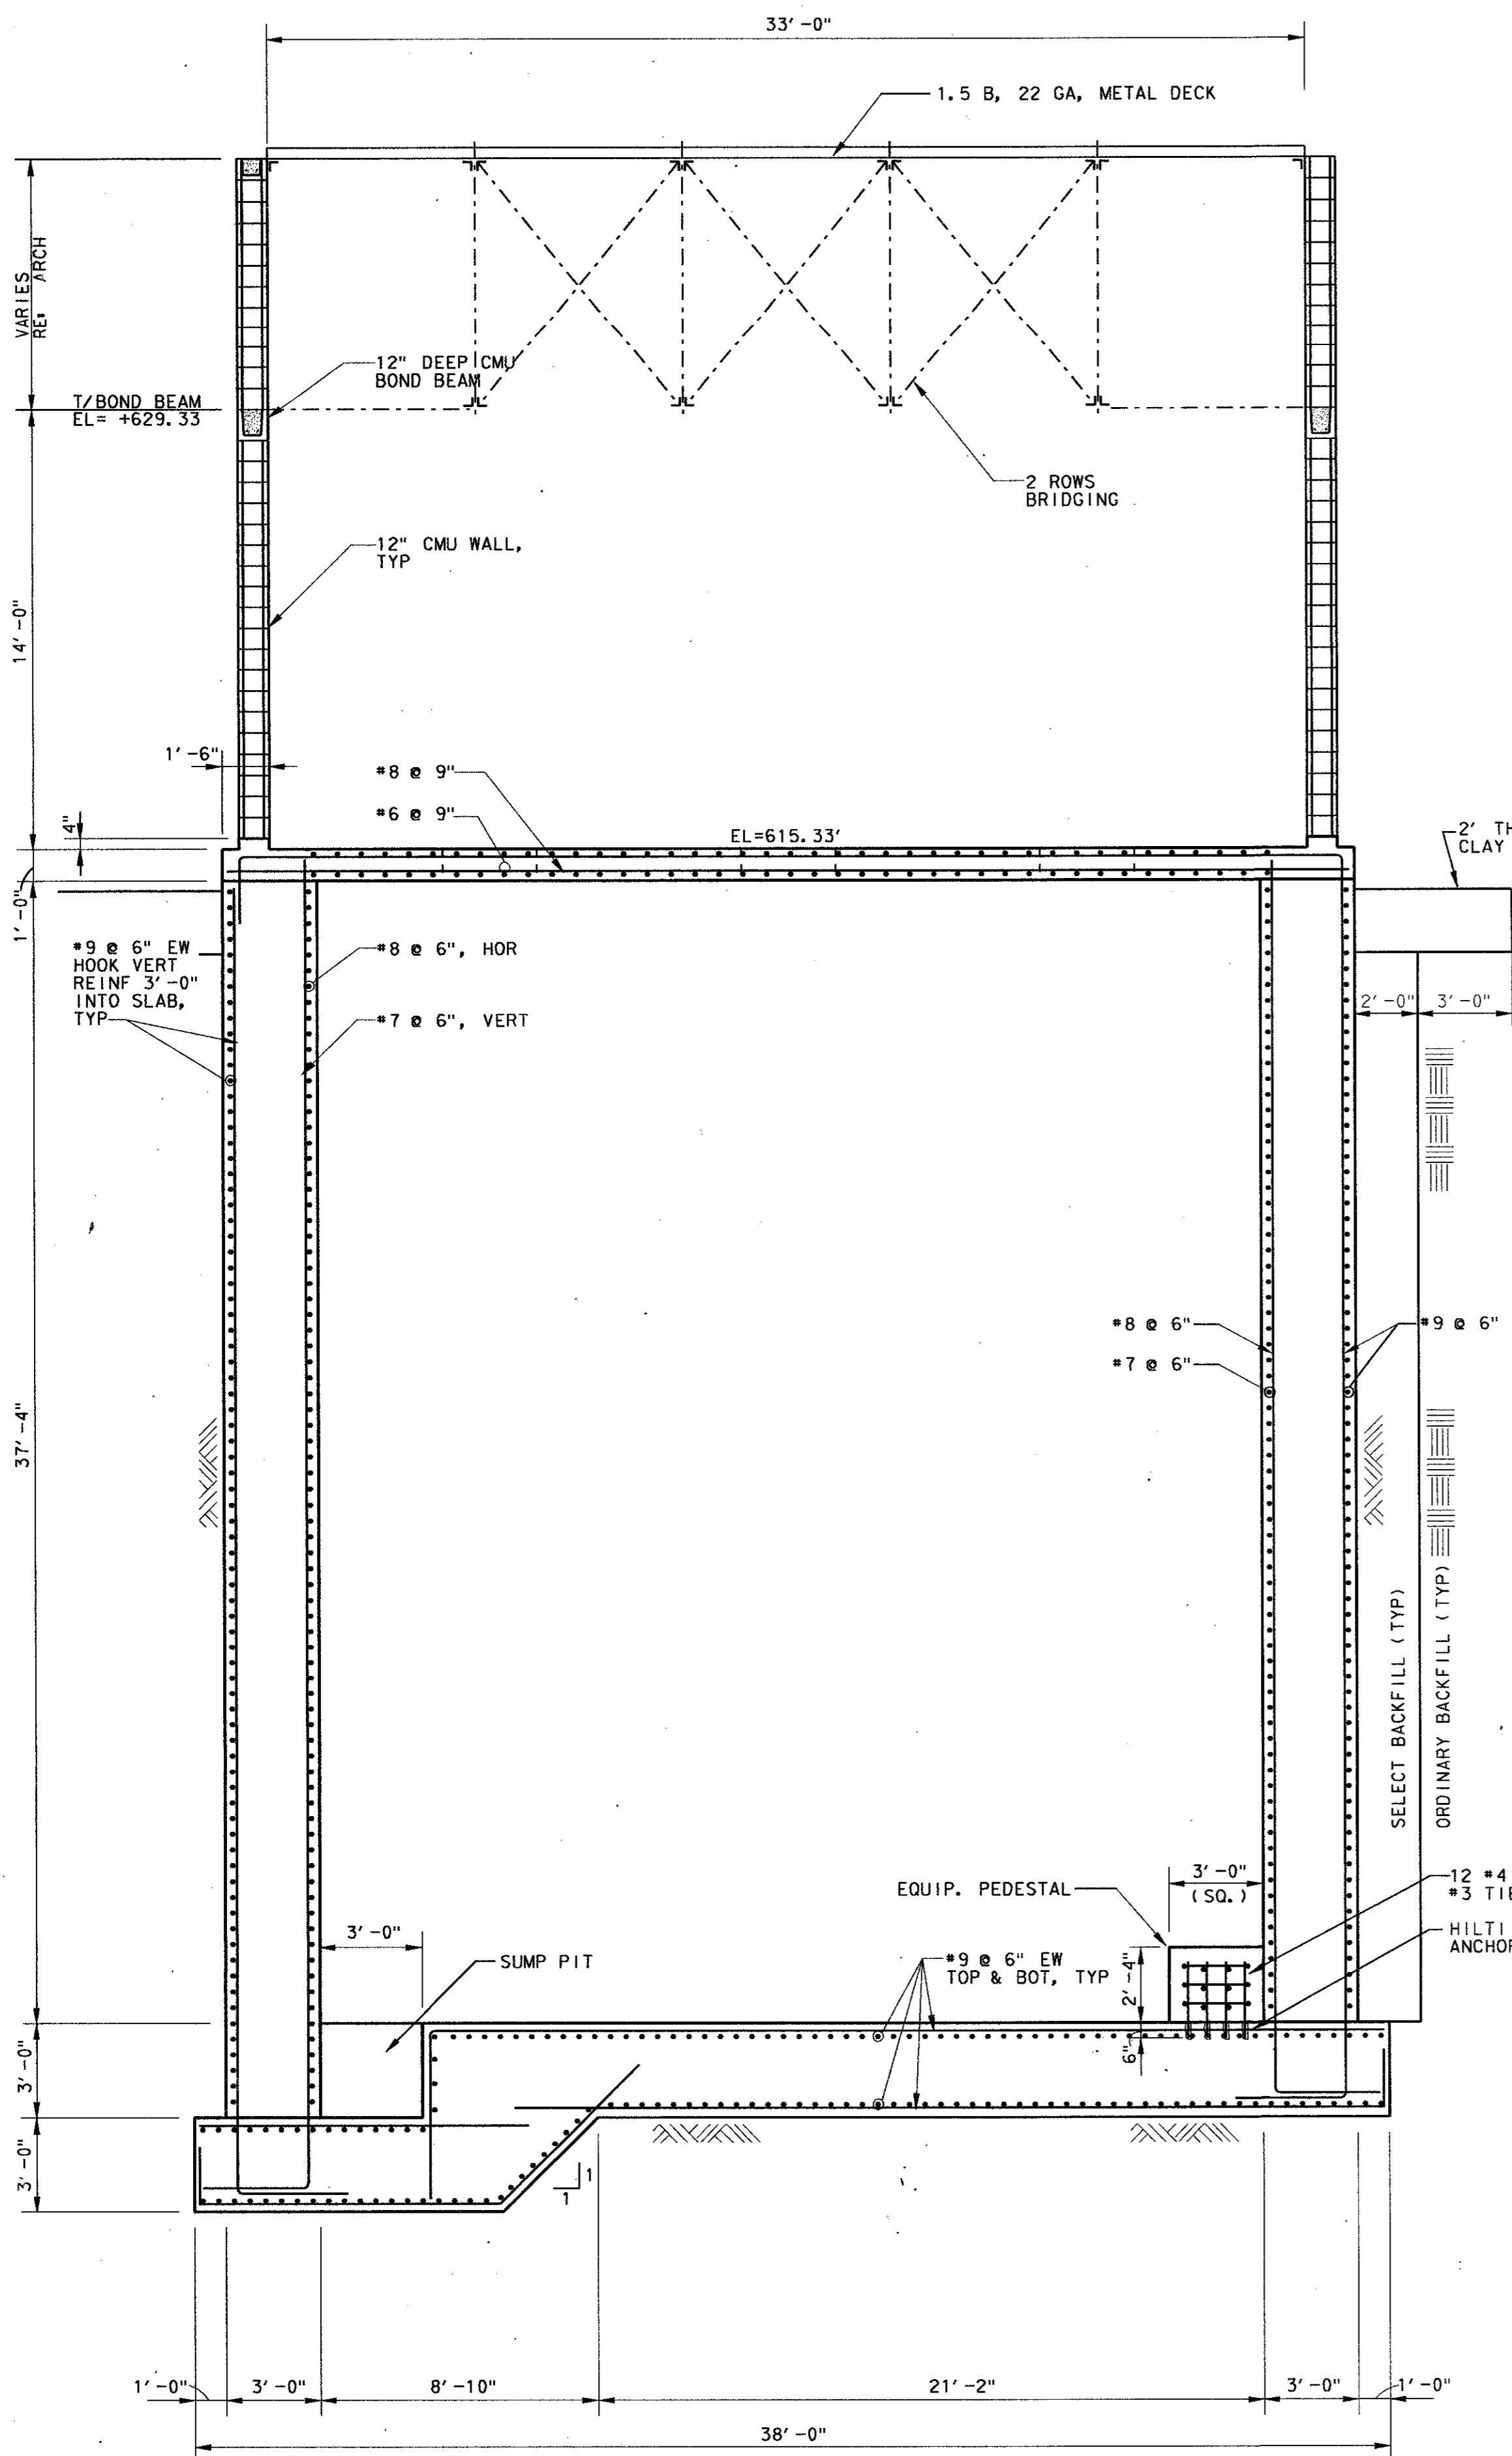 33'-0"
1.5 B, 22 GA, METAL DECK
VARIES
RE: ARCH
12" DEEP CMU
BOND BEAM
T/BOND BEAM
EL= +629.33
2 ROWS
BRIDGING
12" CMU WALL,
TYP
14'-0"
1'-6"
#8 @ 9"
#6 @ 9"
4"
EL=615.33'
2'
CLAY
1'-0"
#9 @ 6" EW
HOOK VERT
REINF 3'-0"
INTO SLAB,
TYP
#8 @ 6", HOR
#7 @ 6", VERT
2'-0"
3'-0"
37'-4"
#8 @ 6"
#7 @ 6"
#9 @ 6"
SELECT BACKFILL (TYP)
ORDINARY BACKFILL (TYP)
EQUIP. PEDESTAL
3'-0"
(SQ.)
12 #4
#3
HILTI
3'-0"
SUMP PIT
#9 @ 6" EW
TOP & BOT, TYP
2'-4"
6"
3'-0"
3'-0"
1
1
1'-0"
3'-0"
8'-10"
21'-2"
3'-0"
1'-0"
38'-0"